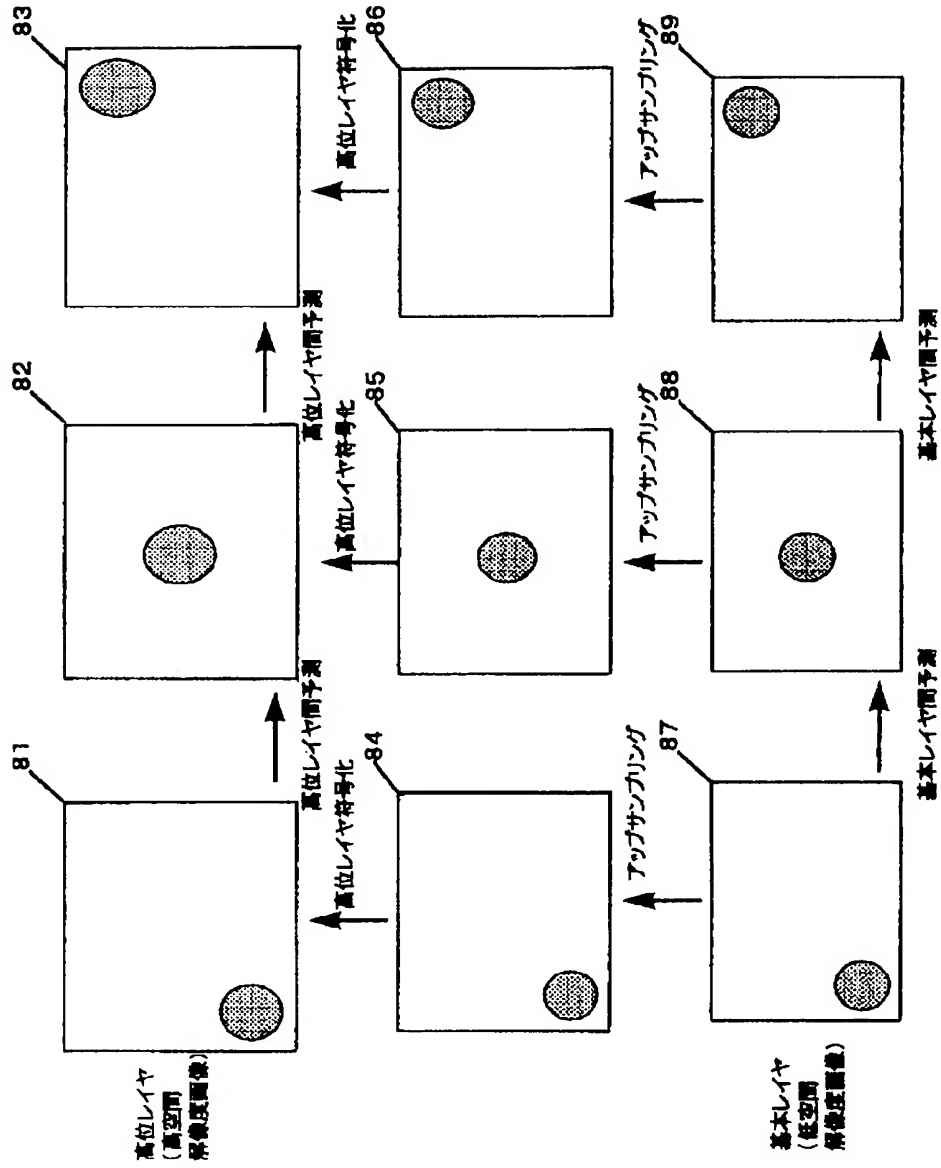 81
82
83
高位レイヤ
(高空間
解像度画像)
高位レイヤ間予測
高位レイヤ間予測
高位レイヤ符号化
高位レイヤ符号化
高位レイヤ符号化
84
85
86
アップサンプリング
アップサンプリング
アップサンプリング
87
88
89
基本レイヤ
(低空間
解像度画像)
基本レイヤ間予測
基本レイヤ間予測